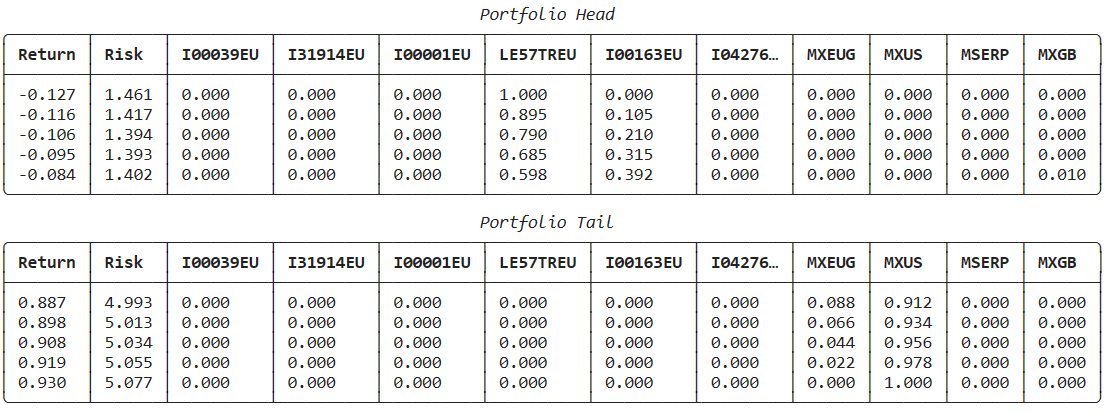 Portfolio Head
Return Risk I00039EU I31914EU I00001EU LE57TREU I00163EU I04276… MXEUG MXUS MSERP MXGB
-0.127 1.461 0.000 0.000 0.000 1.000 0.000 0.000 0.000 0.000 0.000 0.000
-0.116 1.417 0.000 0.000 0.000 0.895 0.105 0.000 0.000 0.000 0.000 0.000
-0.106 1.394 0.000 0.000 0.000 0.790 0.210 0.000 0.000 0.000 0.000 0.000
-0.095 1.393 0.000 0.000 0.000 0.685 0.315 0.000 0.000 0.000 0.000 0.000
-0.084 1.402 0.000 0.000 0.000 0.598 0.392 0.000 0.000 0.000 0.000 0.010
Portfolio Tail
Return Risk I00039EU I31914EU I00001EU LE57TREU I00163EU I04276… MXEUG MXUS MSERP MXGB
0.887 4.993 0.000 0.000 0.000 0.000 0.000 0.000 0.088 0.912 0.000 0.000
0.898 5.013 0.000 0.000 0.000 0.000 0.000 0.000 0.066 0.934 0.000 0.000
0.908 5.034 0.000 0.000 0.000 0.000 0.000 0.000 0.044 0.956 0.000 0.000
0.919 5.055 0.000 0.000 0.000 0.000 0.000 0.000 0.022 0.978 0.000 0.000
0.930 5.077 0.000 0.000 0.000 0.000 0.000 0.000 0.000 1.000 0.000 0.000